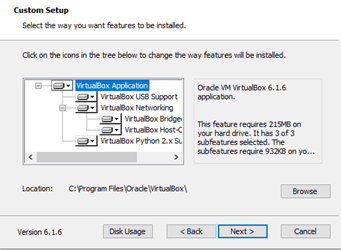 Custom Setup
Select the way you want features to be installed.
Click on the icons in the tree below to change the way features will be installed.
VirtualBox Application
VirtualBox USB Support
VirtualBox Networking
VirtualBox Bridge
VirtualBox Host-C
VirtualBox Python 2.x Su
Oracle VM VirtualBox 6.1.6
application.
This feature requires 215MB on
your hard drive. It has 3 of 3
subfeatures selected. The
subfeatures require 932KB on yo...
Location: C:\Program Files\Oracle\VirtualBox\
Browse
Version 6.1.6
Disk Usage
< Back
Next >
Cancel